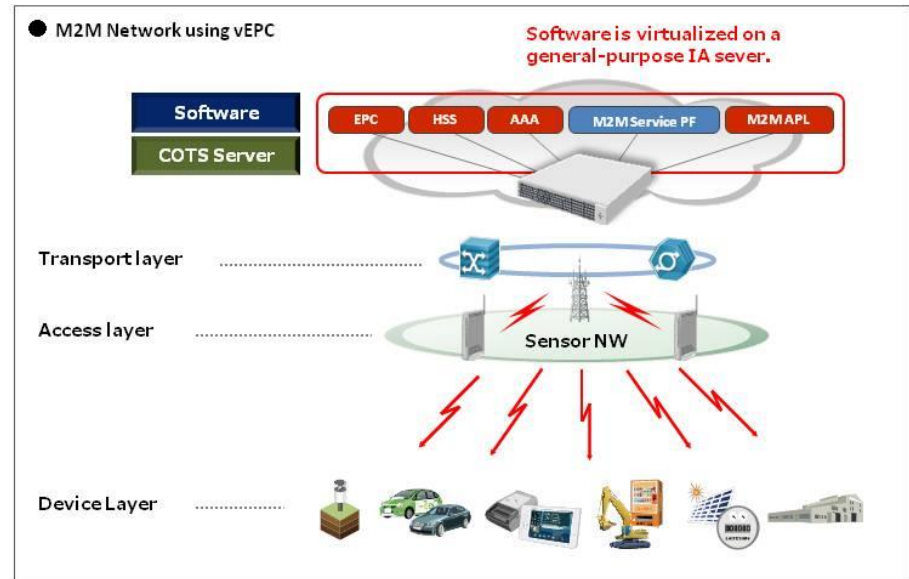 ● M2M Network using vEPC
Software is virtualized on a
general-purpose IA sever.
Software
EPC
HSS
AAA
M2M Service PF
M2M APL
COTS Server
Transport layer
Access layer
Sensor NW
Device Layer